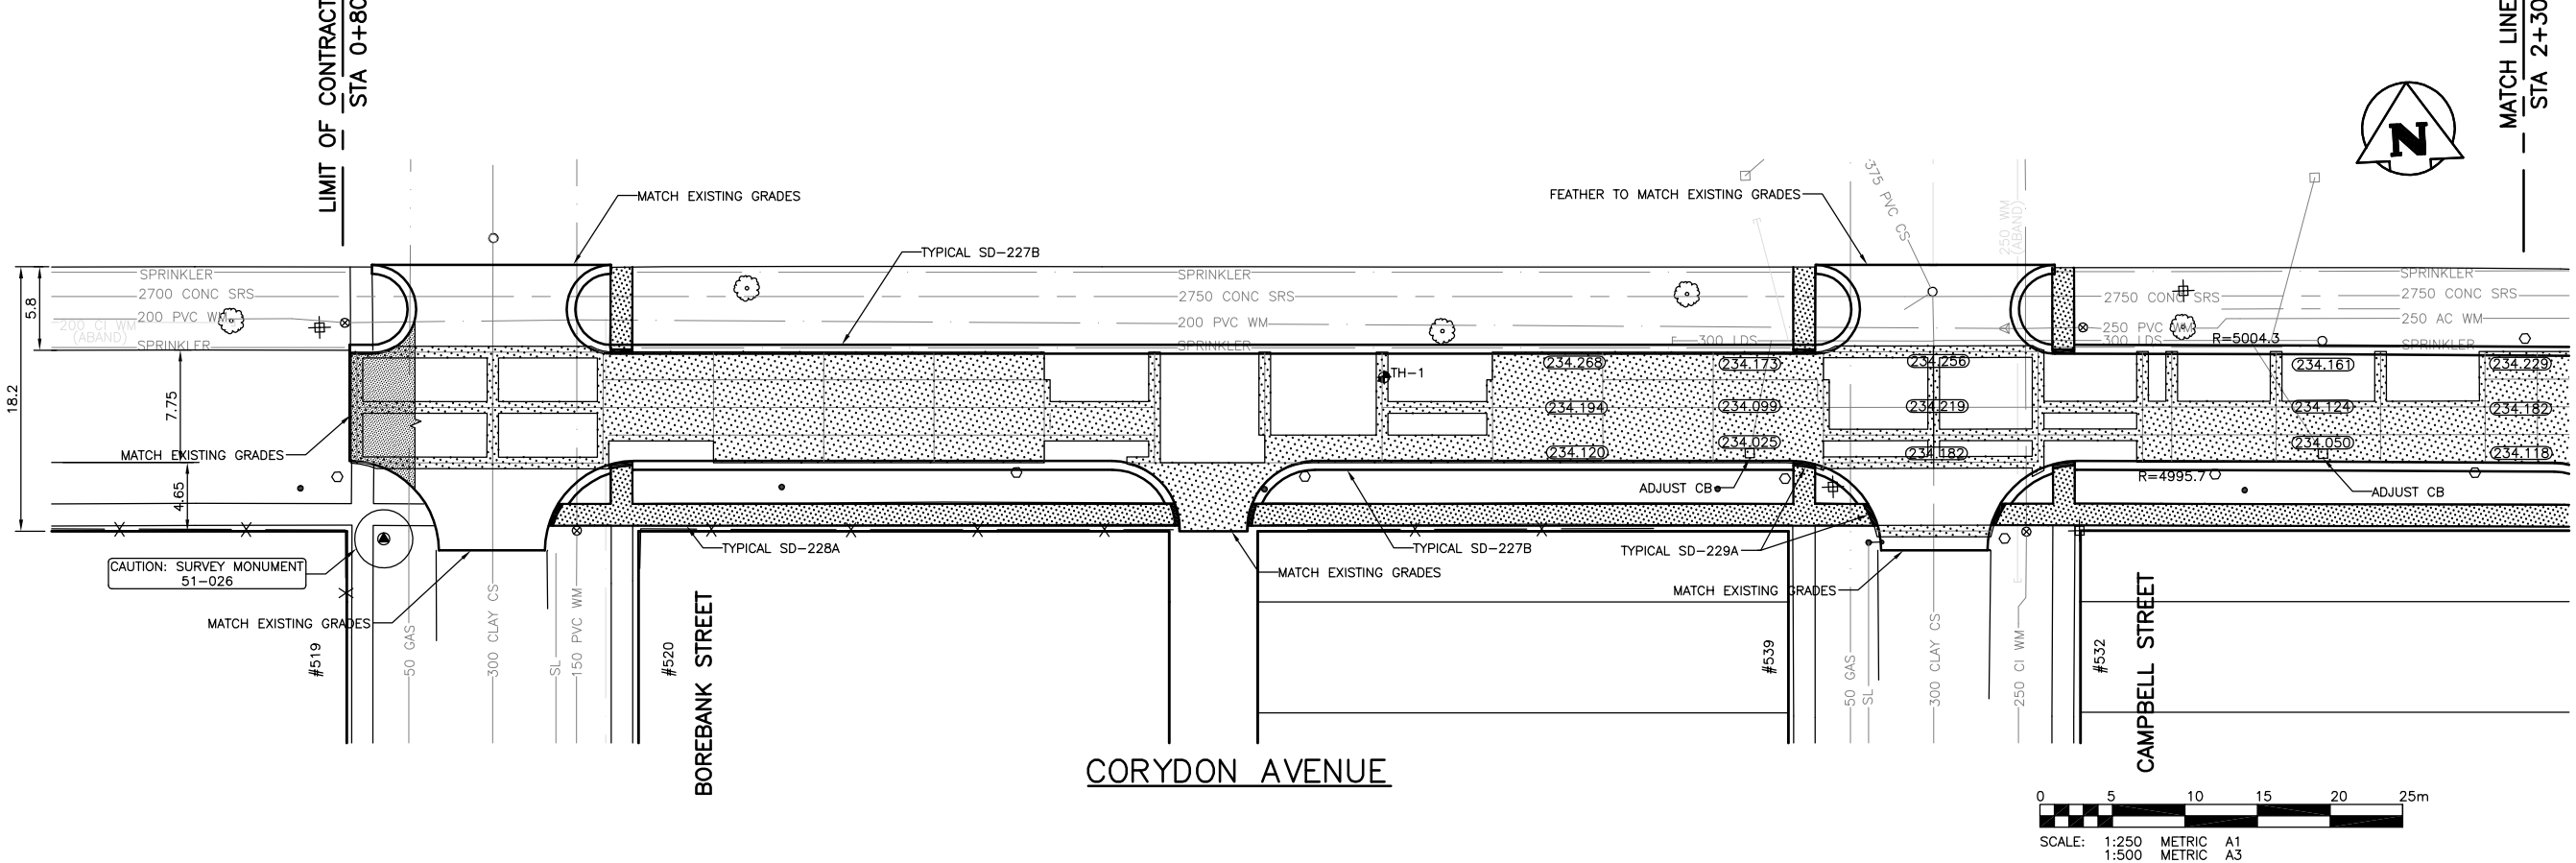 LIMIT OF CONTRACT
STA 0+80
MATCH LINE
STA 2+30
N
MATCH EXISTING GRADES
FEATHER TO MATCH EXISTING GRADES
375 PVC CS
250 WM
(ABAND)
TYPICAL SD-227B
SPRINKLER
2700 CONC SRS
200 PVC WM
200 CI WM
(ABAND)
SPRINKLER
SPRINKLER
2750 CONC SRS
200 PVC WM
SPRINKLER
300 LDS
2750 CONC SRS
250 PVC WM
300 LDS
SPRINKLER
2750 CONC SRS
250 AC WM
SPRINKLER
R=5004.3
5.8
18.2
7.75
4.65
TH-1
234.268
234.173
234.256
234.161
234.229
234.194
234.099
234.219
234.124
234.182
234.120
234.025
234.182
234.050
234.118
MATCH EXISTING GRADES
R=4995.7
ADJUST CB
ADJUST CB
TYPICAL SD-228A
TYPICAL SD-227B
TYPICAL SD-229A
CAUTION: SURVEY MONUMENT
51-026
MATCH EXISTING GRADES
MATCH EXISTING GRADES
MATCH EXISTING GRADES
#519
50 GAS
300 CLAY CS
SL
150 PVC WM
#520
BOREBANK STREET
#539
50 GAS
SL
300 CLAY CS
250 CI WM
#532
CAMPBELL STREET
CORYDON AVENUE
0 5 10 15 20 25m
SCALE: 1:250 METRIC A1
1:500 METRIC A3